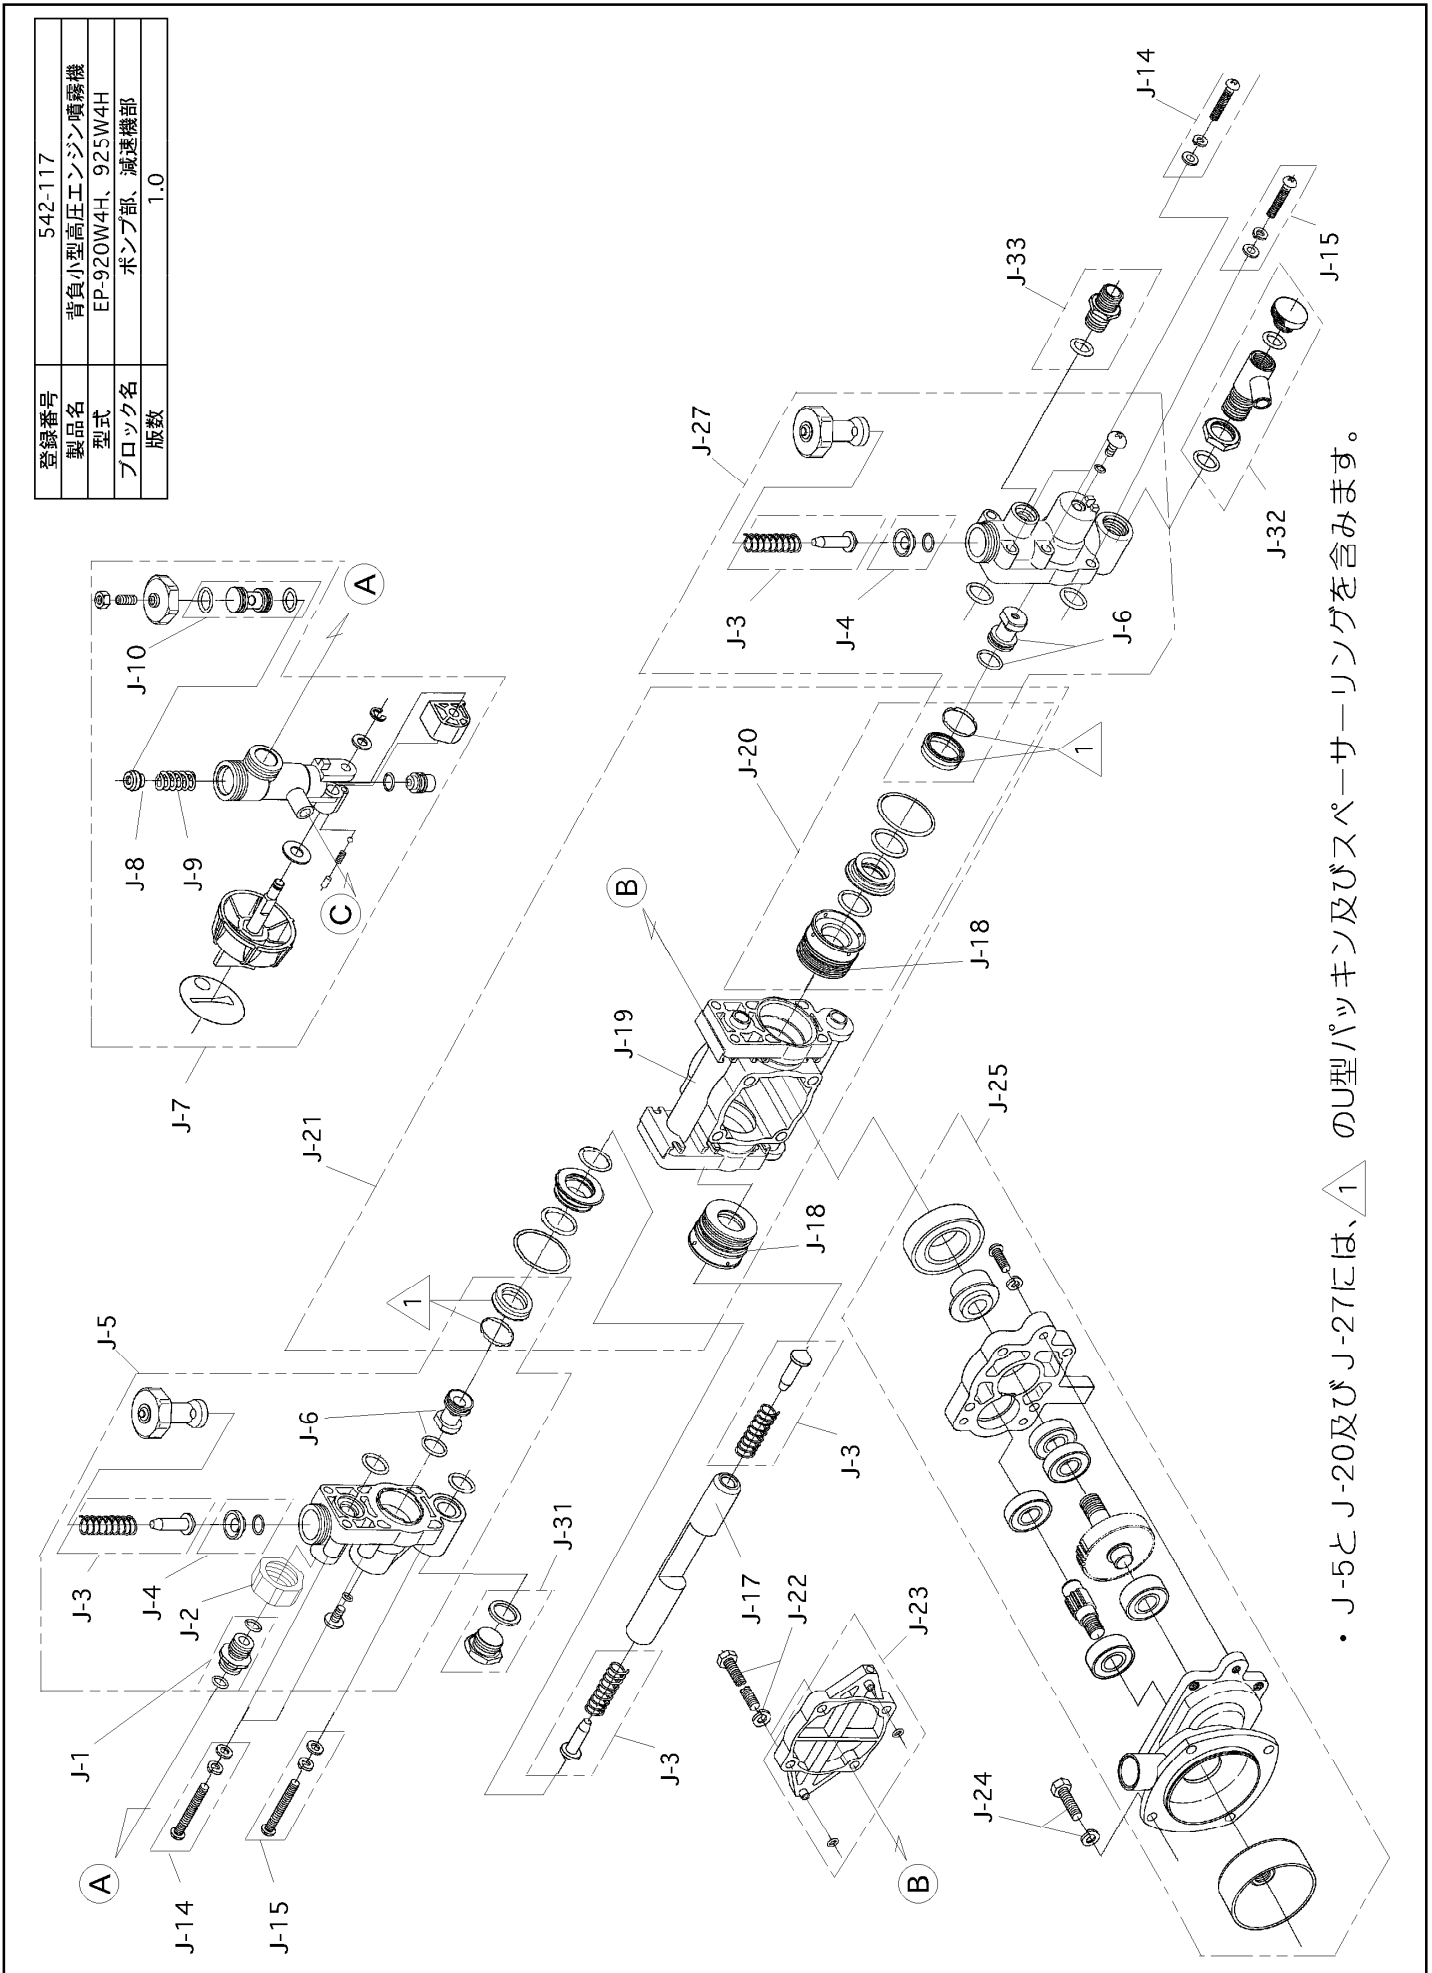 登録番号 542-117
製品名 背負小型高圧エンジン噴霧機
型式 EP-920W4H、925W4H
ブロック名 ポンプ部、減速機部
版数 1.0
A
J-14
J-15
J-1
J-2
J-3
J-4
J-5
J-6
J-31
1
J-7
J-8
J-9
J-10
A
C
J-21
J-3
J-17
J-3
J-22
J-23
B
J-24
J-18
J-19
B
J-20
J-18
1
J-25
J-27
J-3
J-4
J-6
J-33
J-32
J-14
J-15
・ J-5と J-20及び J-27には、 1 のU型パッキン及びスペーサーリングを含みます。